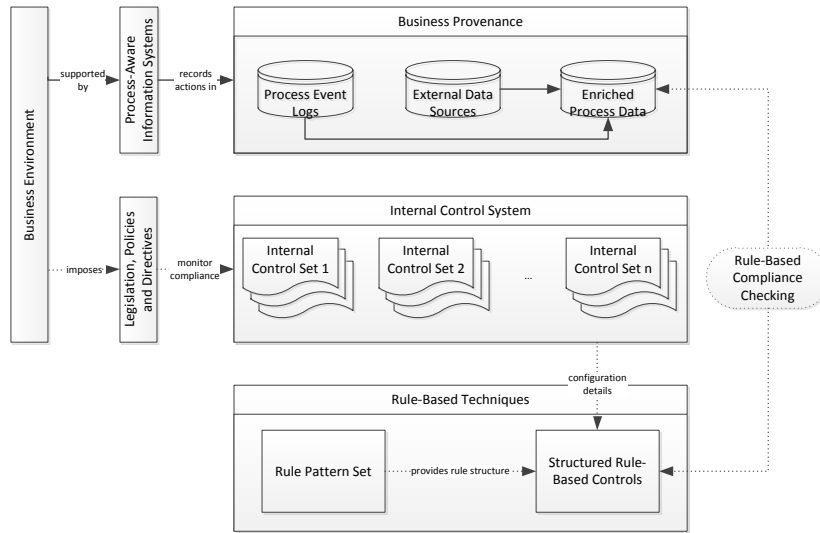 Business Environment
supported
by
Process-Aware
Information Systems
records
actions in
Business Provenance
Process Event
Logs
External Data
Sources
Enriched
Process Data
imposes
Legislation, Policies
and Directives
monitor
compliance
Internal Control System
Internal
Control Set 1
Internal
Control Set 2
...
Internal
Control Set n
Rule-Based
Compliance
Checking
configuration
details
Rule-Based Techniques
Rule Pattern Set
provides rule structure
Structured Rule-
Based Controls